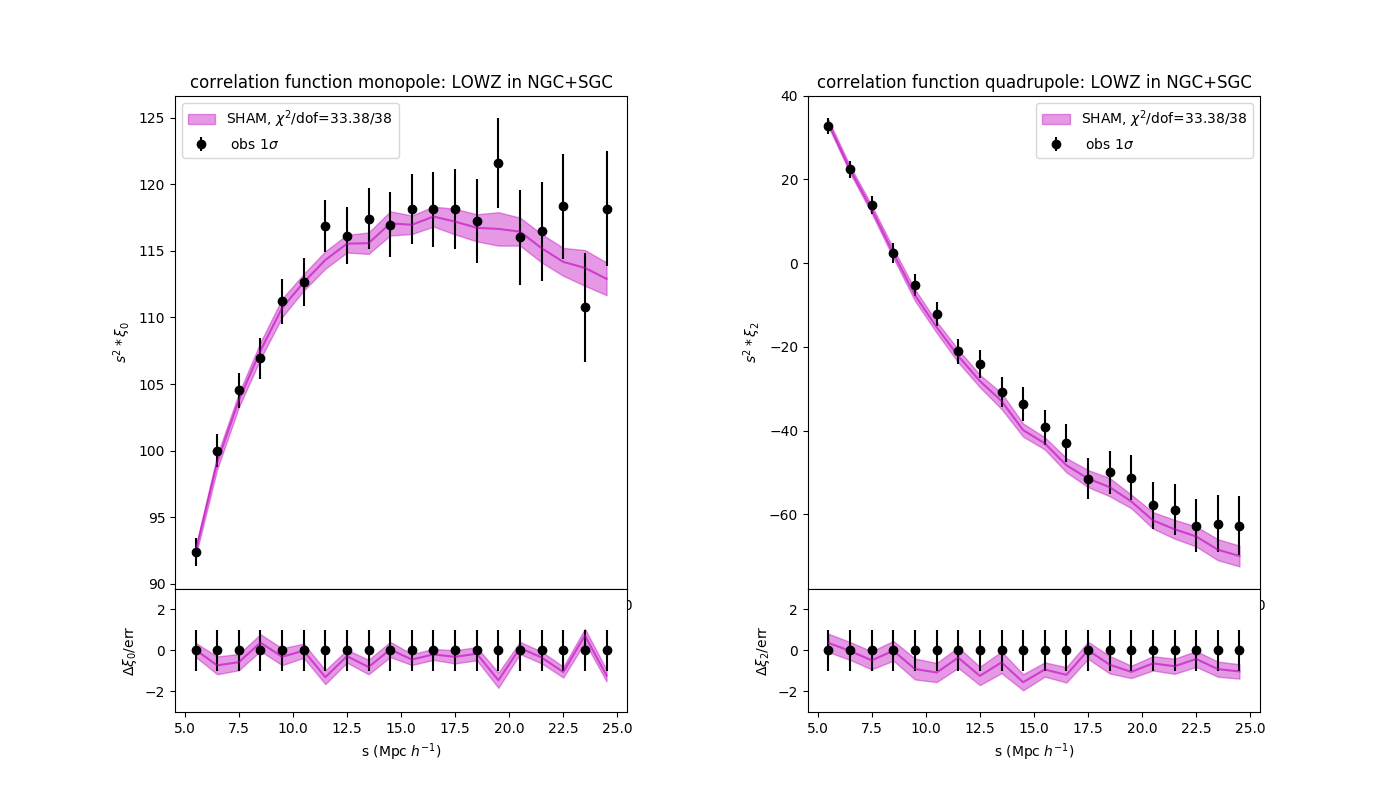 correlation function monopole: LOWZ in NGC+SGC
SHAM, χ²/dof=33.38/38
obs 1σ
125
120
115
110
105
100
95
90
s² * ξ₀
0
2
0
−2
Δξ₀/err
5.0 7.5 10.0 12.5 15.0 17.5 20.0 22.5 25.0
s (Mpc h⁻¹)
correlation function quadrupole: LOWZ in NGC+SGC
SHAM, χ²/dof=33.38/38
obs 1σ
40
20
0
−20
−40
−60
s² * ξ₂
0
2
0
−2
Δξ₂/err
5.0 7.5 10.0 12.5 15.0 17.5 20.0 22.5 25.0
s (Mpc h⁻¹)